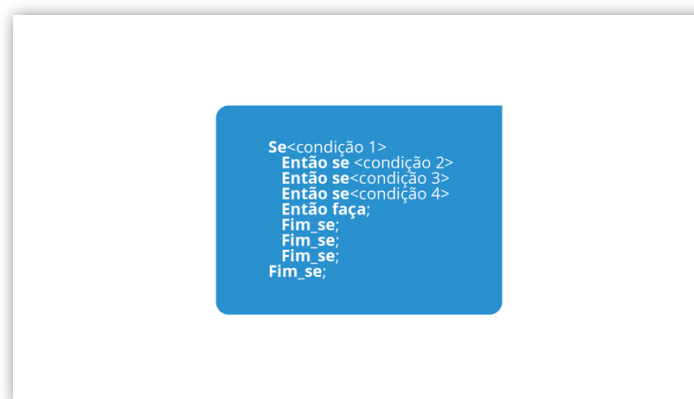 Se<condição 1>
Então se <condição 2>
Então se<condição 3>
Então se<condição 4>
Então faça;
Fim_se;
Fim_se;
Fim_se;
Fim_se;